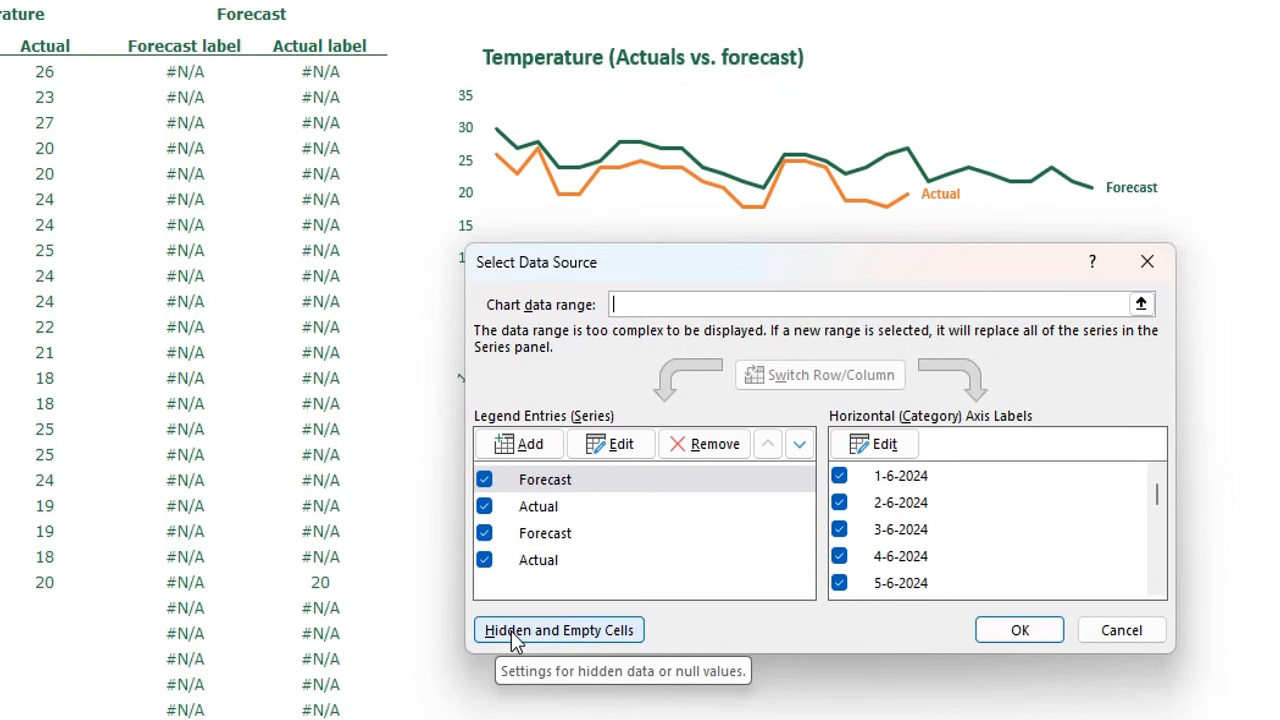 rature Forecast
Actual Forecast label Actual label
26 #N/A #N/A
23 #N/A #N/A
27 #N/A #N/A
20 #N/A #N/A
20 #N/A #N/A
24 #N/A #N/A
24 #N/A #N/A
25 #N/A #N/A
24 #N/A #N/A
24 #N/A #N/A
22 #N/A #N/A
21 #N/A #N/A
18 #N/A #N/A
18 #N/A #N/A
25 #N/A #N/A
25 #N/A #N/A
24 #N/A #N/A
19 #N/A #N/A
19 #N/A #N/A
18 #N/A #N/A
20 #N/A 20
#N/A #N/A
#N/A #N/A
#N/A #N/A
#N/A #N/A
#N/A #N/A
Temperature (Actuals vs. forecast)
35
30
25
20
15
Forecast
Actual
Select Data Source ?
Chart data range:
The data range is too complex to be displayed. If a new range is selected, it will replace all of the series in the
Series panel.
Switch Row/Column
Legend Entries (Series)
Add Edit Remove
Forecast
Actual
Forecast
Actual
Horizontal (Category) Axis Labels
Edit
1-6-2024
2-6-2024
3-6-2024
4-6-2024
5-6-2024
Hidden and Empty Cells
OK Cancel
Settings for hidden data or null values.